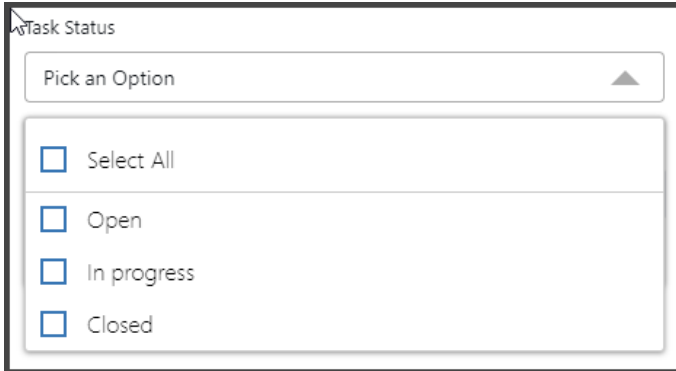 Task Status
Pick an Option
Select All
Open
In progress
Closed